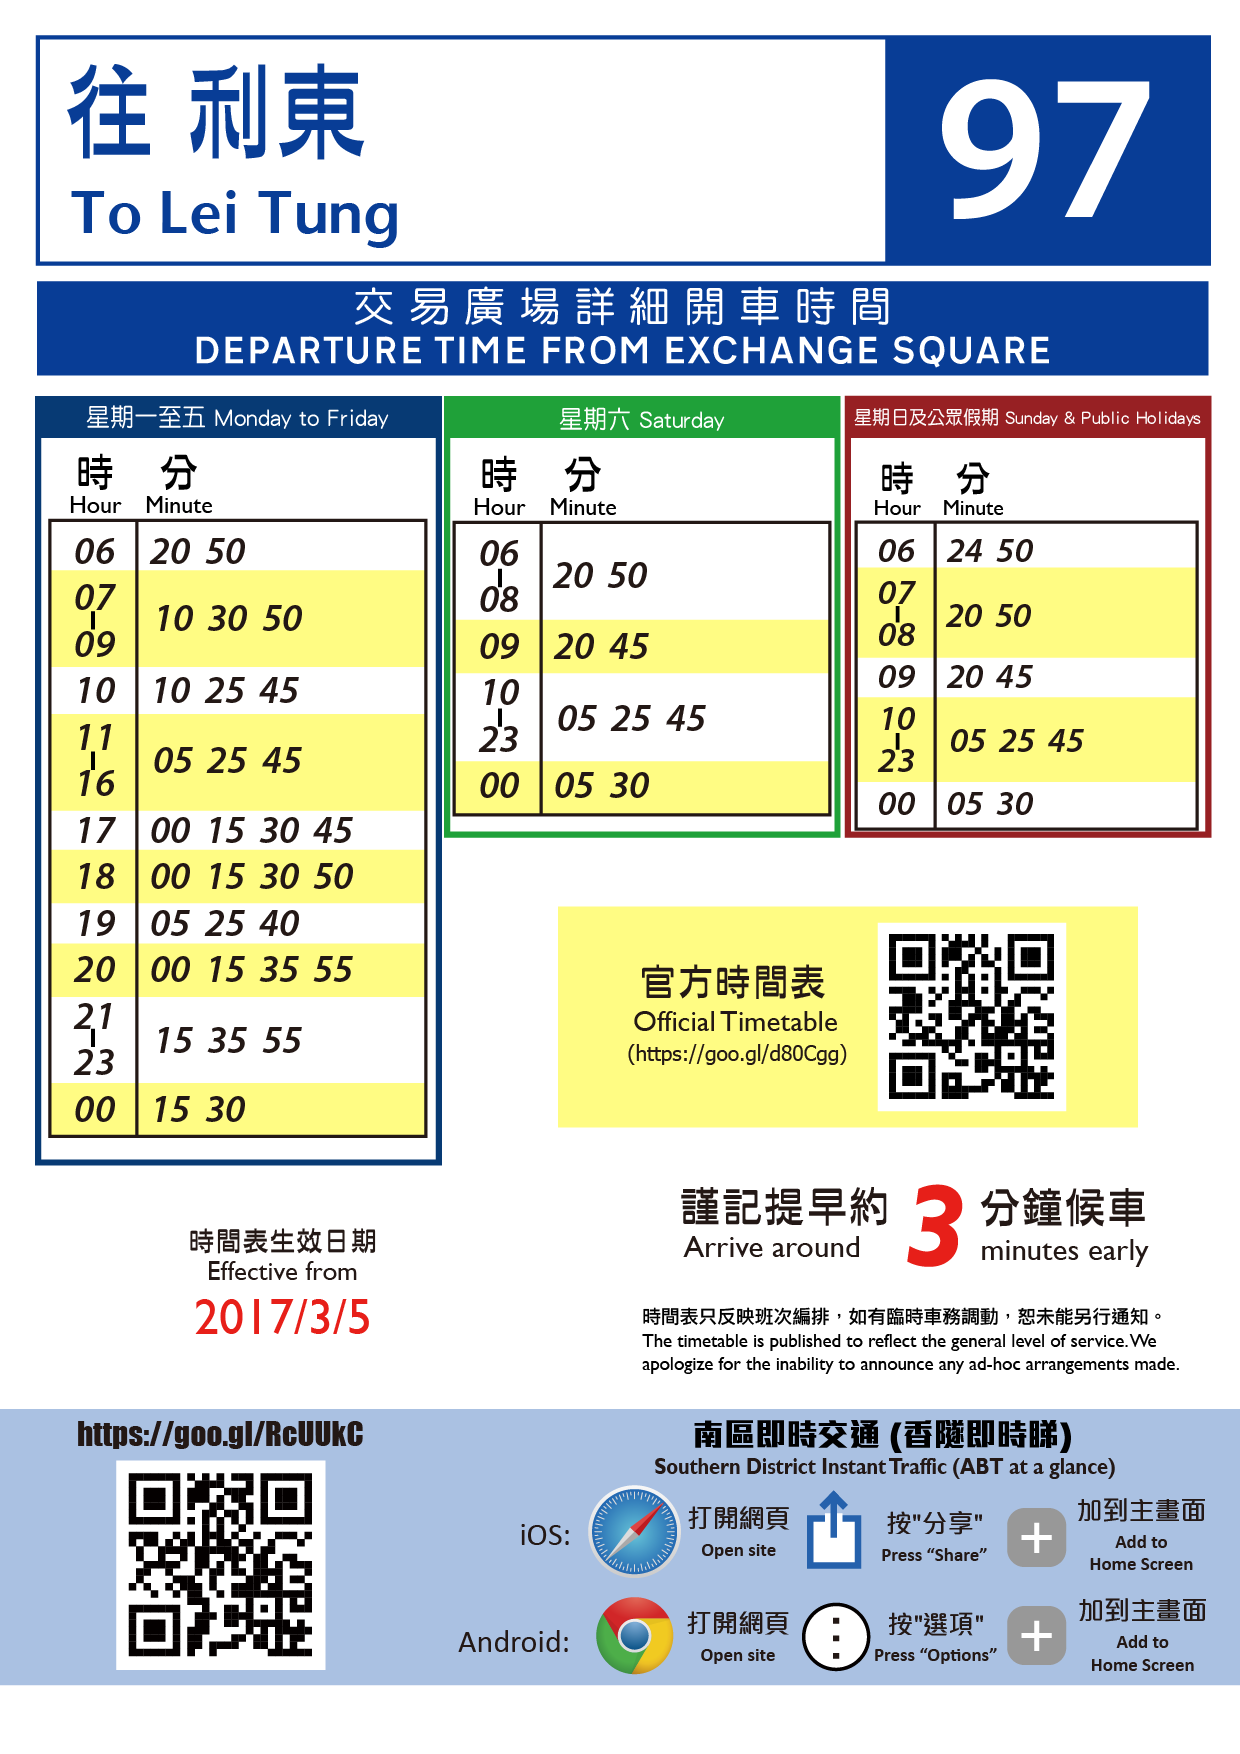 往 利東
To Lei Tung
97
交易廣場詳細開車時間
DEPARTURE TIME FROM EXCHANGE SQUARE
星期一至五 Monday to Friday
時 分
Hour Minute
06 20 50
07
|
09
10 30 50
10 10 25 45
11
|
16
05 25 45
17 00 15 30 45
18 00 15 30 50
19 05 25 40
20 00 15 35 55
21
|
23
15 35 55
00 15 30
星期六 Saturday
時 分
Hour Minute
06
|
08
20 50
09 20 45
10
|
23
05 25 45
00 05 30
星期日及公眾假期 Sunday & Public Holidays
時 分
Hour Minute
06 24 50
07
|
08
20 50
09 20 45
10
|
23
05 25 45
00 05 30
官方時間表
Official Timetable
(https://goo.gl/d80Cgg)
謹記提早約 3 分鐘候車
Arrive around minutes early
時間表生效日期
Effective from
2017/3/5
時間表只反映班次編排，如有臨時車務調動，恕未能另行通知。
The timetable is published to reflect the general level of service. We
apologize for the inability to announce any ad-hoc arrangements made.
https://goo.gl/RcUUkC
南區即時交通 (香隧即時睇)
Southern District Instant Traffic (ABT at a glance)
iOS:
打開網頁
Open site
按"分享"
Press “Share”
加到主畫面
Add to
Home Screen
Android:
打開網頁
Open site
按"選項"
Press “Options”
加到主畫面
Add to
Home Screen